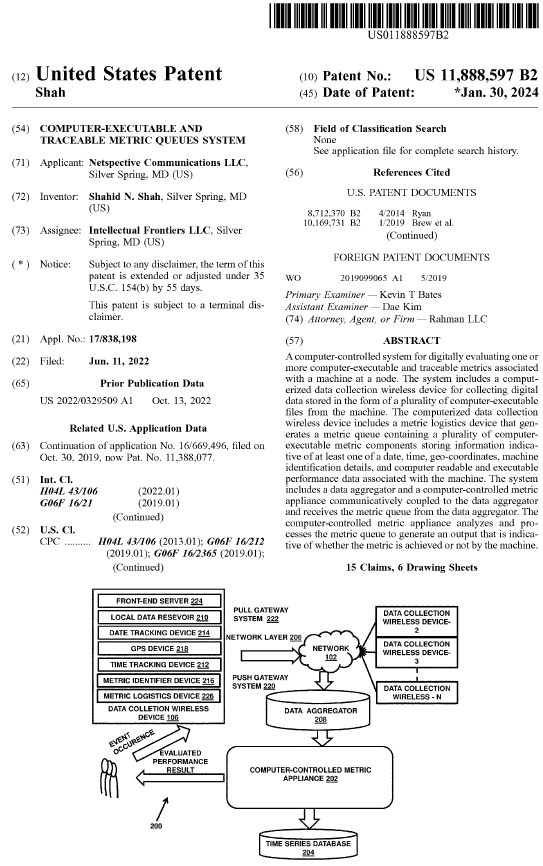 US011888597B2
(12) United States Patent
Shah
(10) Patent No.: US 11,888,597 B2
(45) Date of Patent: *Jan. 30, 2024
(54) COMPUTER-EXECUTABLE AND
TRACEABLE METRIC QUEUES SYSTEM
(71) Applicant: Netspective Communications LLC,
Silver Spring, MD (US)
(72) Inventor: Shahid N. Shah, Silver Spring, MD
(US)
(73) Assignee: Intellectual Frontiers LLC, Silver
Spring, MD (US)
( * ) Notice: Subject to any disclaimer, the term of this
patent is extended or adjusted under 35
U.S.C. 154(b) by 55 days.
This patent is subject to a terminal dis-
claimer.
(21) Appl. No.: 17/838,198
(22) Filed: Jun. 11, 2022
(65) Prior Publication Data
US 2022/0329509 A1 Oct. 13, 2022
Related U.S. Application Data
(63) Continuation of application No. 16/669,496, filed on
Oct. 30, 2019, now Pat. No. 11,388,077.
(51) Int. Cl.
H04L 43/106 (2022.01)
G06F 16/21 (2019.01)
(Continued)
(52) U.S. Cl.
CPC .......... H04L 43/106 (2013.01); G06F 16/212
(2019.01); G06F 16/2365 (2019.01);
(Continued)
(58) Field of Classification Search
None
See application file for complete search history.
(56) References Cited
U.S. PATENT DOCUMENTS
8,712,370 B2 4/2014 Ryan
10,169,731 B2 1/2019 Brew et al.
(Continued)
FOREIGN PATENT DOCUMENTS
WO 2019099065 A1 5/2019
Primary Examiner — Kevin T Bates
Assistant Examiner — Dae Kim
(74) Attorney, Agent, or Firm — Rahman LLC
(57) ABSTRACT
A computer-controlled system for digitally evaluating one or
more computer-executable and traceable metrics associated
with a machine at a node. The system includes a comput-
erized data collection wireless device for collecting digital
data stored in the form of a plurality of computer-executable
files from the machine. The computerized data collection
wireless device includes a metric logistics device that gen-
erates a metric queue containing a plurality of computer-
executable metric components storing information indica-
tive of at least one of a date, time, geo-coordinates, machine
identification details, and computer readable and executable
performance data associated with the machine. The system
includes a data aggregator and a computer-controlled metric
appliance communicatively coupled to the data aggregator
and receives the metric queue from the data aggregator. The
computer-controlled metric appliance analyzes and pro-
cesses the metric queue to generate an output that is indica-
tive of whether the metric is achieved or not by the machine.
15 Claims, 6 Drawing Sheets
FRONT-END SERVER 224
LOCAL DATA RESEVOIR 210
DATE TRACKING DEVICE 214
GPS DEVICE 218
TIME TRACKING DEVICE 212
METRIC IDENTIFIER DEVICE 216
METRIC LOGISTICS DEVICE 226
DATA COLLETION WIRELESS
DEVICE 106
PULL GATEWAY
SYSTEM 222
NETWORK LAYER 206
PUSH GATEWAY
SYSTEM 220
NETWORK
102
DATA COLLECTION
WIRELESS DEVICE-
2
DATA COLLECTION
WIRELESS DEVICE-
3
DATA COLLECTION
WIRELESS - N
DATA AGGREGATOR
208
EVENT
OCCURENCE
EVALUATED
PERFORMANCE
RESULT
COMPUTER-CONTROLLED METRIC
APPLIANCE 202
200
TIME SERIES DATABASE
204